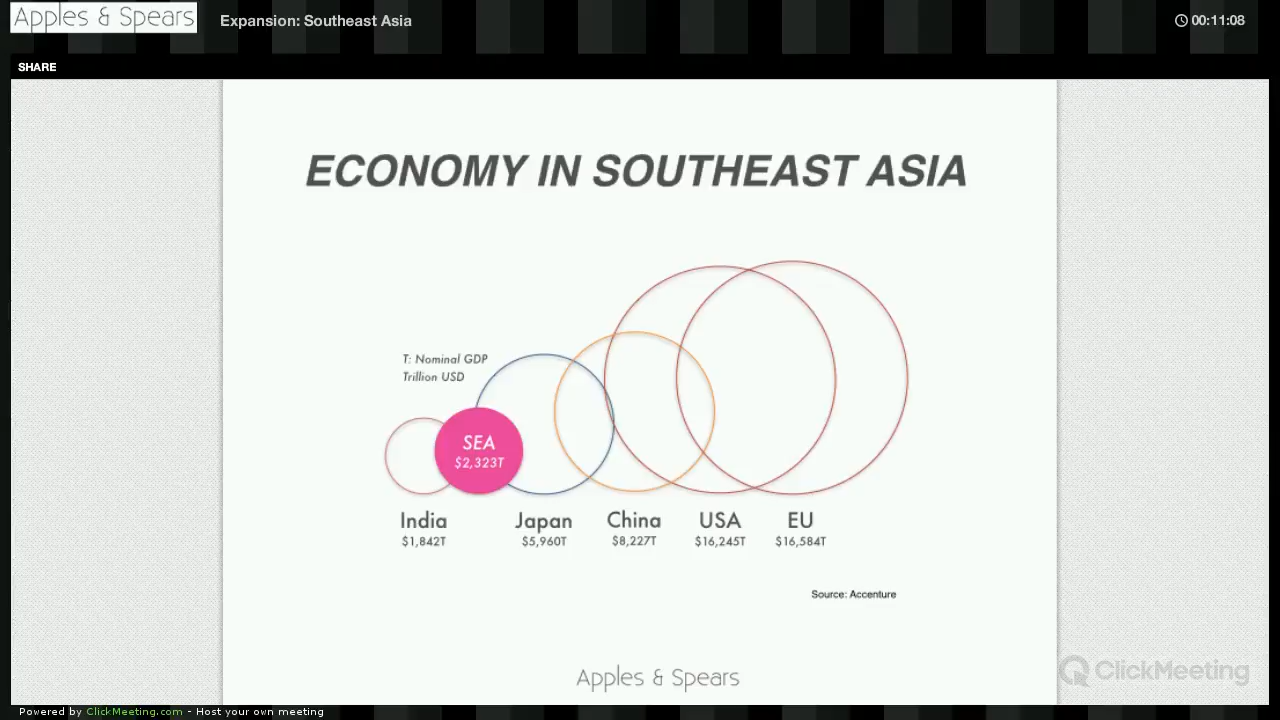 Apples & Spears
Expansion: Southeast Asia
00:11:08
SHARE
ECONOMY IN SOUTHEAST ASIA
T: Nominal GDP
Trillion USD
SEA
$2,323T
India
$1,842T
Japan
$5,960T
China
$8,227T
USA
$16,245T
EU
$16,584T
Source: Accenture
Apples & Spears
ClickMeeting
Powered by ClickMeeting.com - Host your own meeting